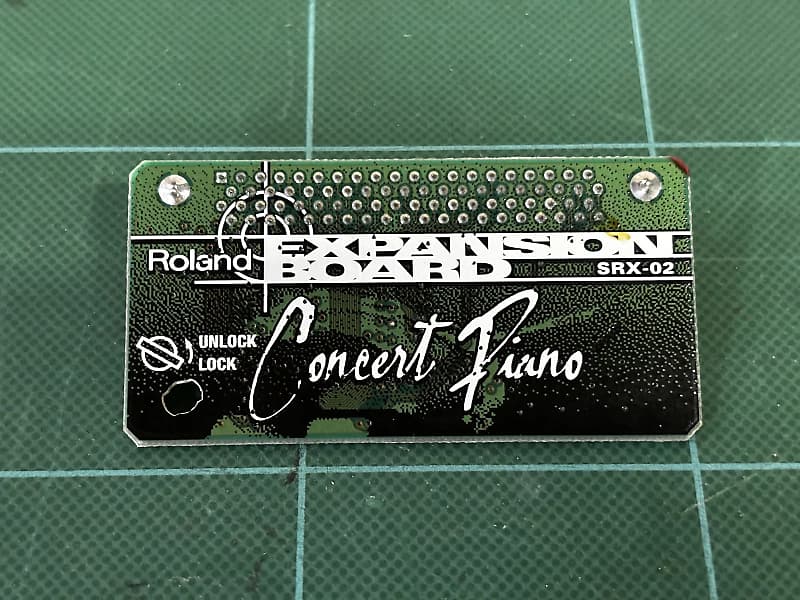 Roland
EXPANSION
BOARD
SRX-02
UNLOCK
LOCK
Concert Piano